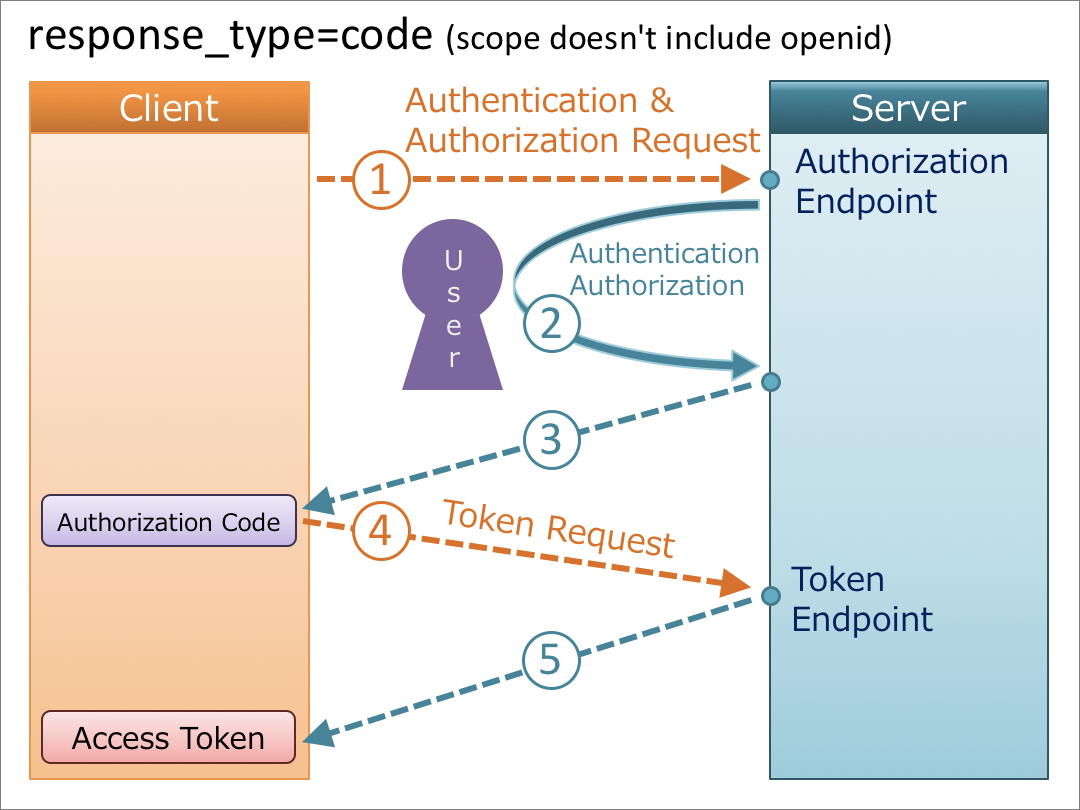 response_type=code (scope doesn't include openid)
Client
Authentication &
Authorization Request
Server
1
Authorization
Endpoint
User
Authentication
Authorization
2
3
Authorization Code
4
Token Request
Token
Endpoint
5
Access Token